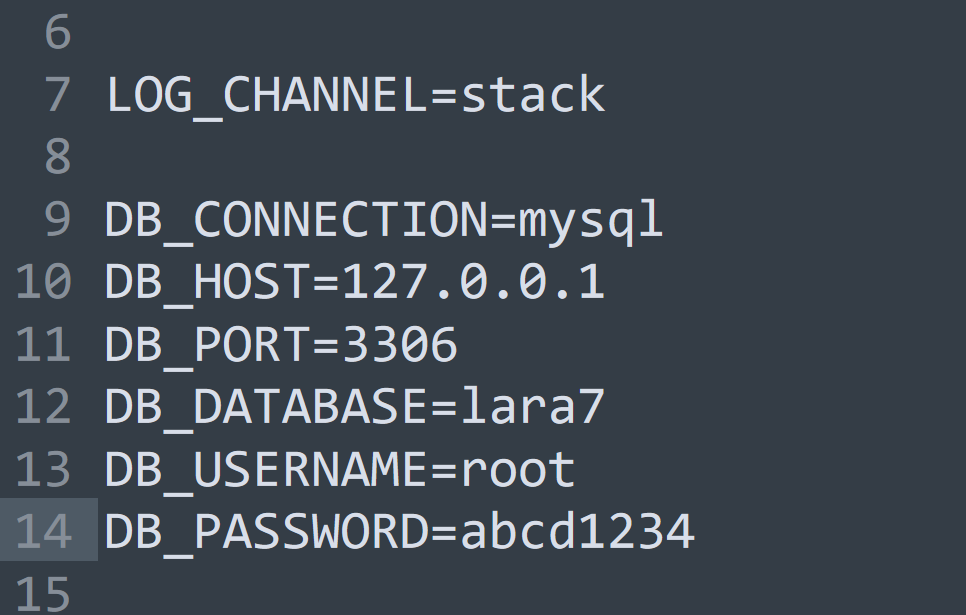 6
7 LOG_CHANNEL=stack
8
9 DB_CONNECTION=mysql
10 DB_HOST=127.0.0.1
11 DB_PORT=3306
12 DB_DATABASE=lara7
13 DB_USERNAME=root
14 DB_PASSWORD=abcd1234
15